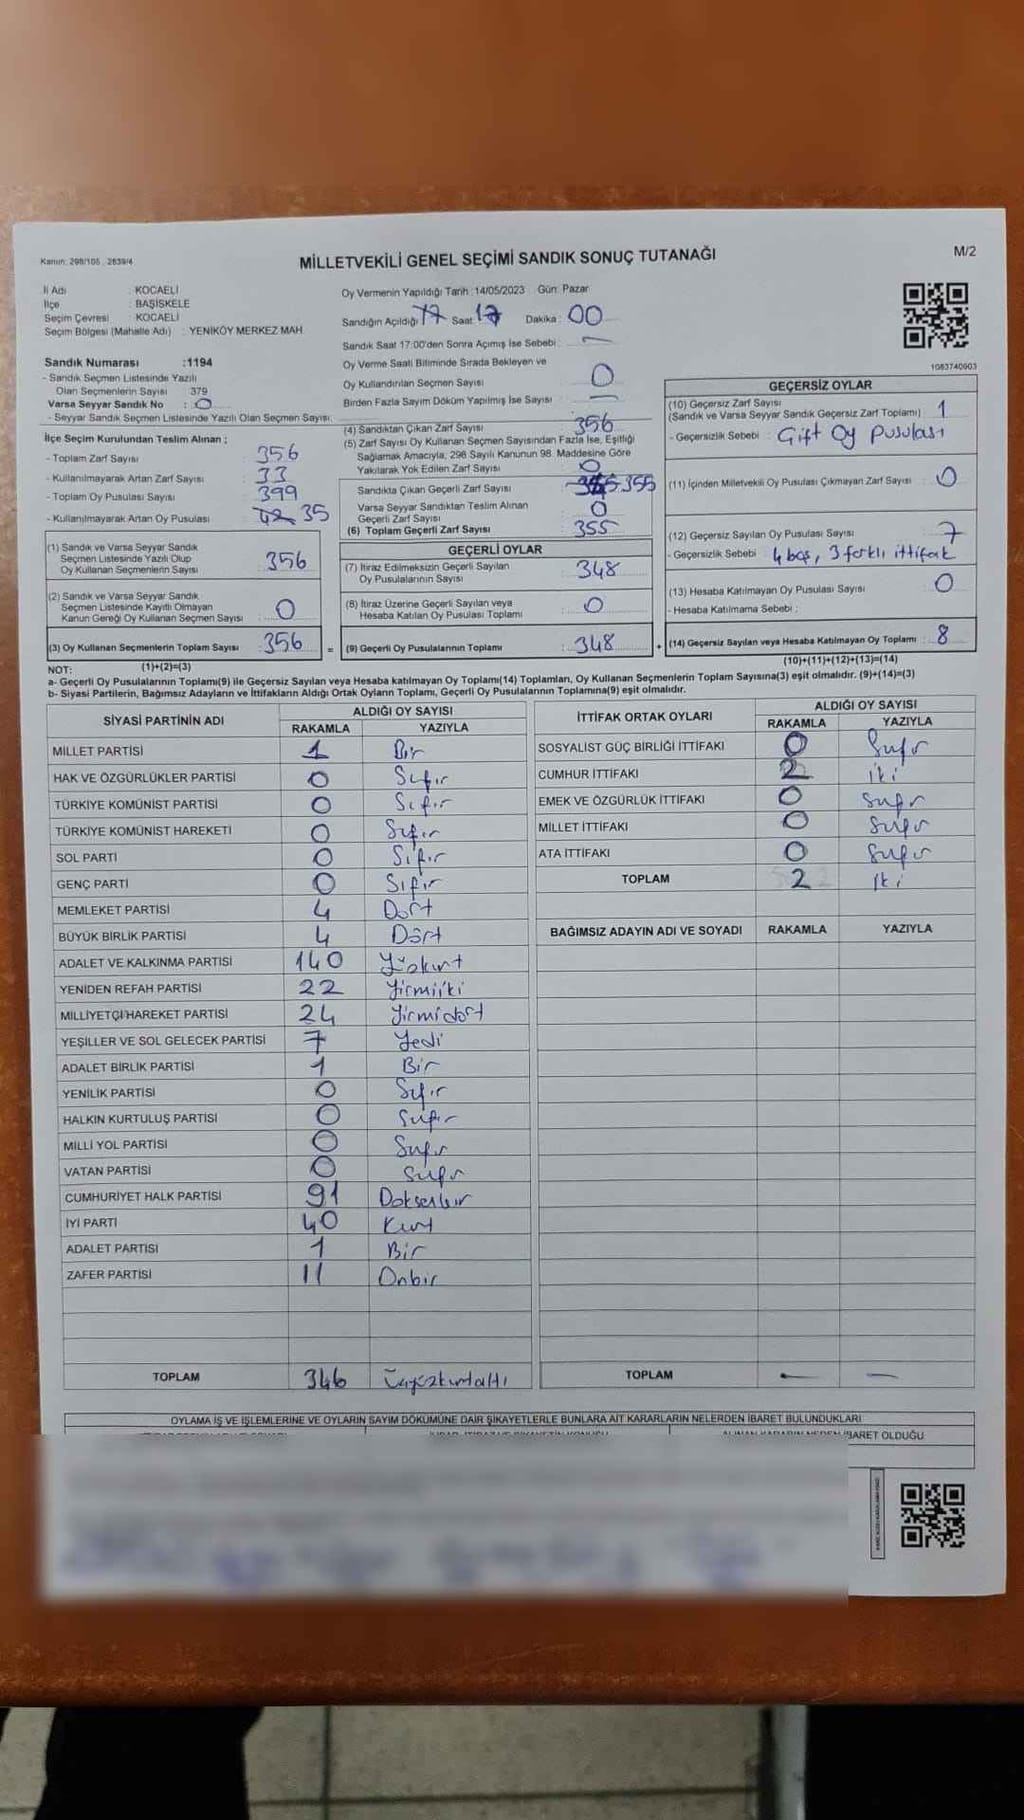 Kanun: 298/105 , 2839/4
MİLLETVEKİLİ GENEL SEÇİMİ SANDIK SONUÇ TUTANAĞI
M/2
İl Adı : KOCAELİ
İlçe : BAŞİSKELE
Seçim Çevresi : KOCAELİ
Seçim Bölgesi (Mahalle Adı) : YENİKÖY MERKEZ MAH
Oy Vermenin Yapıldığı Tarih :14/05/2023 Gün: Pazar
Sandığın Açıldığı 17 Saat: 17 Dakika: 00
Sandık Saat 17:00'den Sonra Açımış İse Sebebi: —
Oy Verme Saati Bitiminde Sırada Bekleyen ve
Oy Kullandırılan Seçmen Sayısı 0
Birden Fazla Sayım Döküm Yapılmış İse Sayısı : —
1083740903
Sandık Numarası :1194
- Sandık Seçmen Listesinde Yazılı
Olan Seçmenlerin Sayısı 379
Varsa Seyyar Sandık No : 0
- Seyyar Sandık Seçmen Listesinde Yazılı Olan Seçmen Sayısı:
İlçe Seçim Kurulundan Teslim Alınan ;
- Toplam Zarf Sayısı : 356
- Kullanılmayarak Artan Zarf Sayısı : 33
- Toplam Oy Pusulası Sayısı : 399
- Kullanılmayarak Artan Oy Pusulası : 42 35
(1) Sandık ve Varsa Seyyar Sandık
Seçmen Listesinde Yazılı Olup
Oy Kullanan Seçmenlerin Sayısı : 356
(2) Sandık ve Varsa Seyyar Sandık
Seçmen Listesinde Kayıtlı Olmayan
Kanun Gereği Oy Kullanan Seçmen Sayısı : 0
(3) Oy Kullanan Seçmenlerin Toplam Sayısı : 356
(4) Sandıktan Çıkan Zarf Sayısı : 356
(5) Zarf Sayısı Oy Kullanan Seçmen Sayısından Fazla İse, Eşitliği
Sağlamak Amacıyla, 298 Sayılı Kanunun 98. Maddesine Göre
Yakılarak Yok Edilen Zarf Sayısı : 0
Sandıkta Çıkan Geçerli Zarf Sayısı : 355
Varsa Seyyar Sandıktan Teslim Alınan
Geçerli Zarf Sayısı : 0
(6) Toplam Geçerli Zarf Sayısı : 355
GEÇERLİ OYLAR
(7) İtiraz Edilmeksizin Geçerli Sayılan
Oy Pusulalarının Sayısı : 348
(8) İtiraz Üzerine Geçerli Sayılan veya
Hesaba Katılan Oy Pusulası Toplamı : 0
= (9) Geçerli Oy Pusulalarının Toplamı : 348
GEÇERSİZ OYLAR
(10) Geçersiz Zarf Sayısı
(Sandık ve Varsa Seyyar Sandık Geçersiz Zarf Toplamı) : 1
- Geçersizlik Sebebi : Çift Oy Pusulası
(11) İçinden Milletvekili Oy Pusulası Çıkmayan Zarf Sayısı : 0
(12) Geçersiz Sayılan Oy Pusulası Sayısı : 7
- Geçersizlik Sebebi : 4 boş, 3 farklı ittifak
(13) Hesaba Katılmayan Oy Pusulası Sayısı : 0
- Hesaba Katılmama Sebebi :
+ (14) Geçersiz Sayılan veya Hesaba Katılmayan Oy Toplamı : 8
NOT: (1)+(2)=(3)
(10)+(11)+(12)+(13)=(14)
a- Geçerli Oy Pusulalarının Toplamı(9) ile Geçersiz Sayılan veya Hesaba katılmayan Oy Toplamı(14) Toplamları, Oy Kullanan Seçmenlerin Toplam Sayısına(3) eşit olmalıdır. (9)+(14)=(3)
b- Siyasi Partilerin, Bağımsız Adayların ve İttifakların Aldığı Ortak Oyların Toplamı, Geçerli Oy Pusulalarının Toplamına(9) eşit olmalıdır.
SİYASİ PARTİNİN ADI ALDIĞI OY SAYISI
RAKAMLA YAZIYLA
MİLLET PARTİSİ 1 Bir
HAK VE ÖZGÜRLÜKLER PARTİSİ 0 Sıfır
TÜRKİYE KOMÜNİST PARTİSİ 0 Sıfır
TÜRKİYE KOMÜNİST HAREKETİ 0 Sıfır
SOL PARTİ 0 Sıfır
GENÇ PARTİ 0 Sıfır
MEMLEKET PARTİSİ 4 Dört
BÜYÜK BİRLİK PARTİSİ 4 Dört
ADALET VE KALKINMA PARTİSİ 140 Yüzkırk
YENİDEN REFAH PARTİSİ 22 Yirmiiki
MİLLİYETÇİ HAREKET PARTİSİ 24 Yirmidört
YEŞİLLER VE SOL GELECEK PARTİSİ 7 Yedi
ADALET BİRLİK PARTİSİ 1 Bir
YENİLİK PARTİSİ 0 Sıfır
HALKIN KURTULUŞ PARTİSİ 0 Sıfır
MİLLİ YOL PARTİSİ 0 Sıfır
VATAN PARTİSİ 0 Sıfır
CUMHURİYET HALK PARTİSİ 91 Doksanbir
İYİ PARTİ 40 Kırk
ADALET PARTİSİ 1 Bir
ZAFER PARTİSİ 11 Onbir
TOPLAM 346 Üçyüzkırkaltı
İTTİFAK ORTAK OYLARI ALDIĞI OY SAYISI
RAKAMLA YAZIYLA
SOSYALİST GÜÇ BİRLİĞİ İTTİFAKI 0 Sıfır
CUMHUR İTTİFAKI 2 iki
EMEK VE ÖZGÜRLÜK İTTİFAKI 0 Sıfır
MİLLET İTTİFAKI 0 Sıfır
ATA İTTİFAKI 0 Sıfır
TOPLAM 2 İki
BAĞIMSIZ ADAYIN ADI VE SOYADI RAKAMLA YAZIYLA
TOPLAM — —
OYLAMA İŞ VE İŞLEMLERİNE VE OYLARIN SAYIM DÖKÜMÜNE DAİR ŞİKAYETLERLE BUNLARA AİT KARARLARIN NELERDEN İBARET BULUNDUKLARI
İBARET OLDUĞU